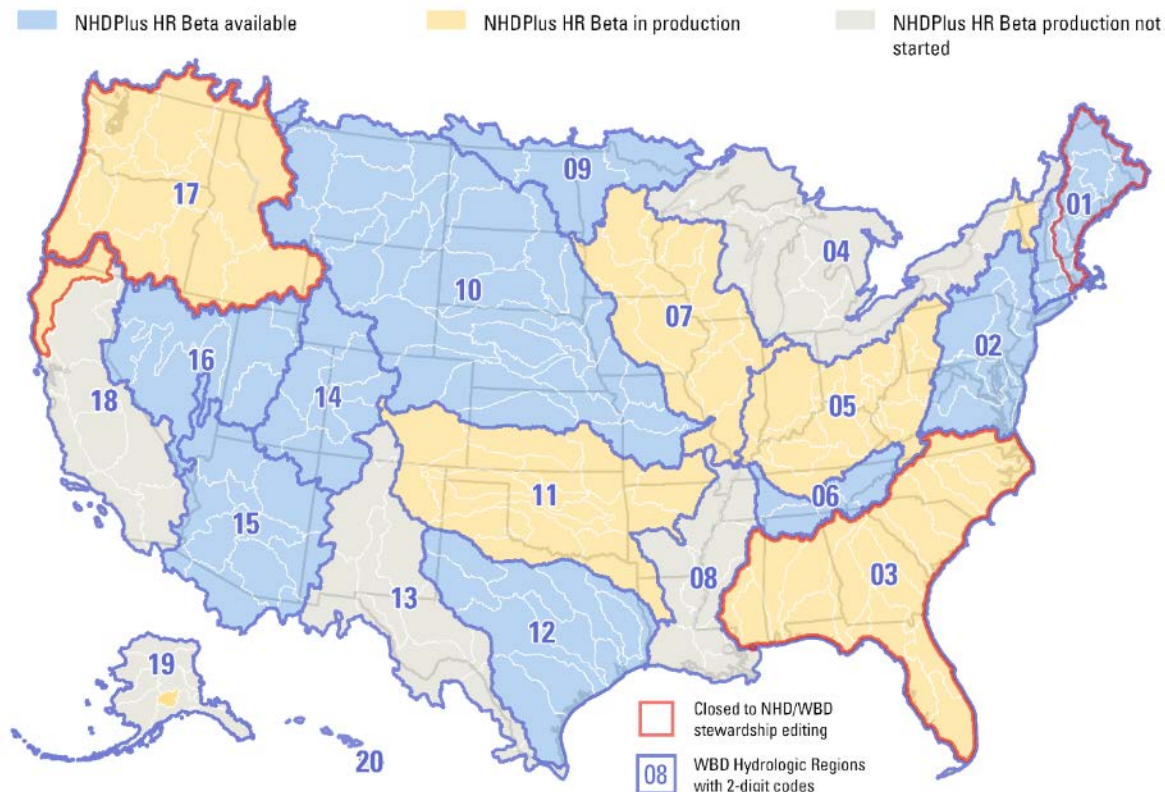 NHDPlus HR Beta available
NHDPlus HR Beta in production
NHDPlus HR Beta production not
started
09
17
01
04
10
07
02
16
14
18
05
11
06
15
08
03
13
12
19
20
Closed to NHD/WBD
stewardship editing
08
WBD Hydrologic Regions
with 2-digit codes